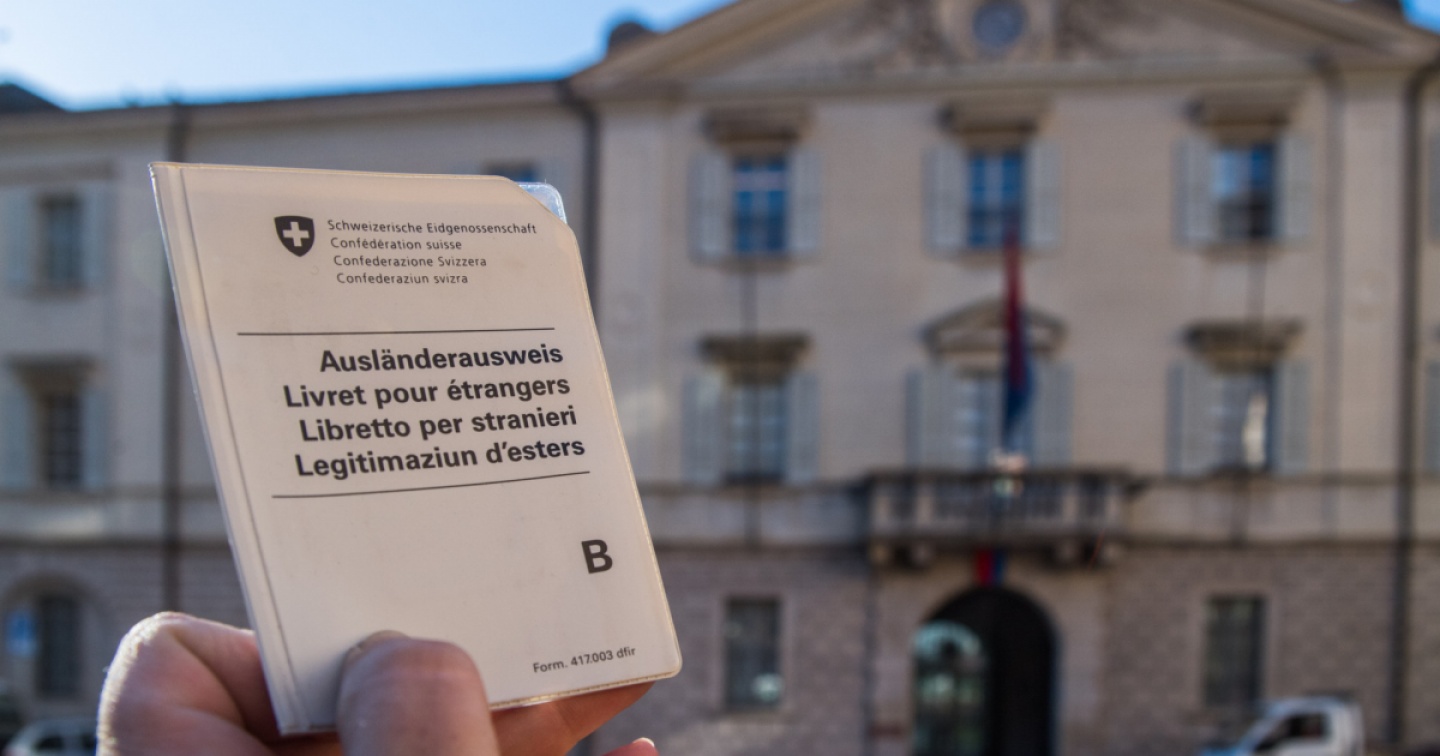 Schweizerische Eidgenossenschaft
Confédération suisse
Confederazione Svizzera
Confederaziun svizra
Ausländerausweis
Livret pour étrangers
Libretto per stranieri
Legitimaziun d'esters
B
Form. 417.003 dfir